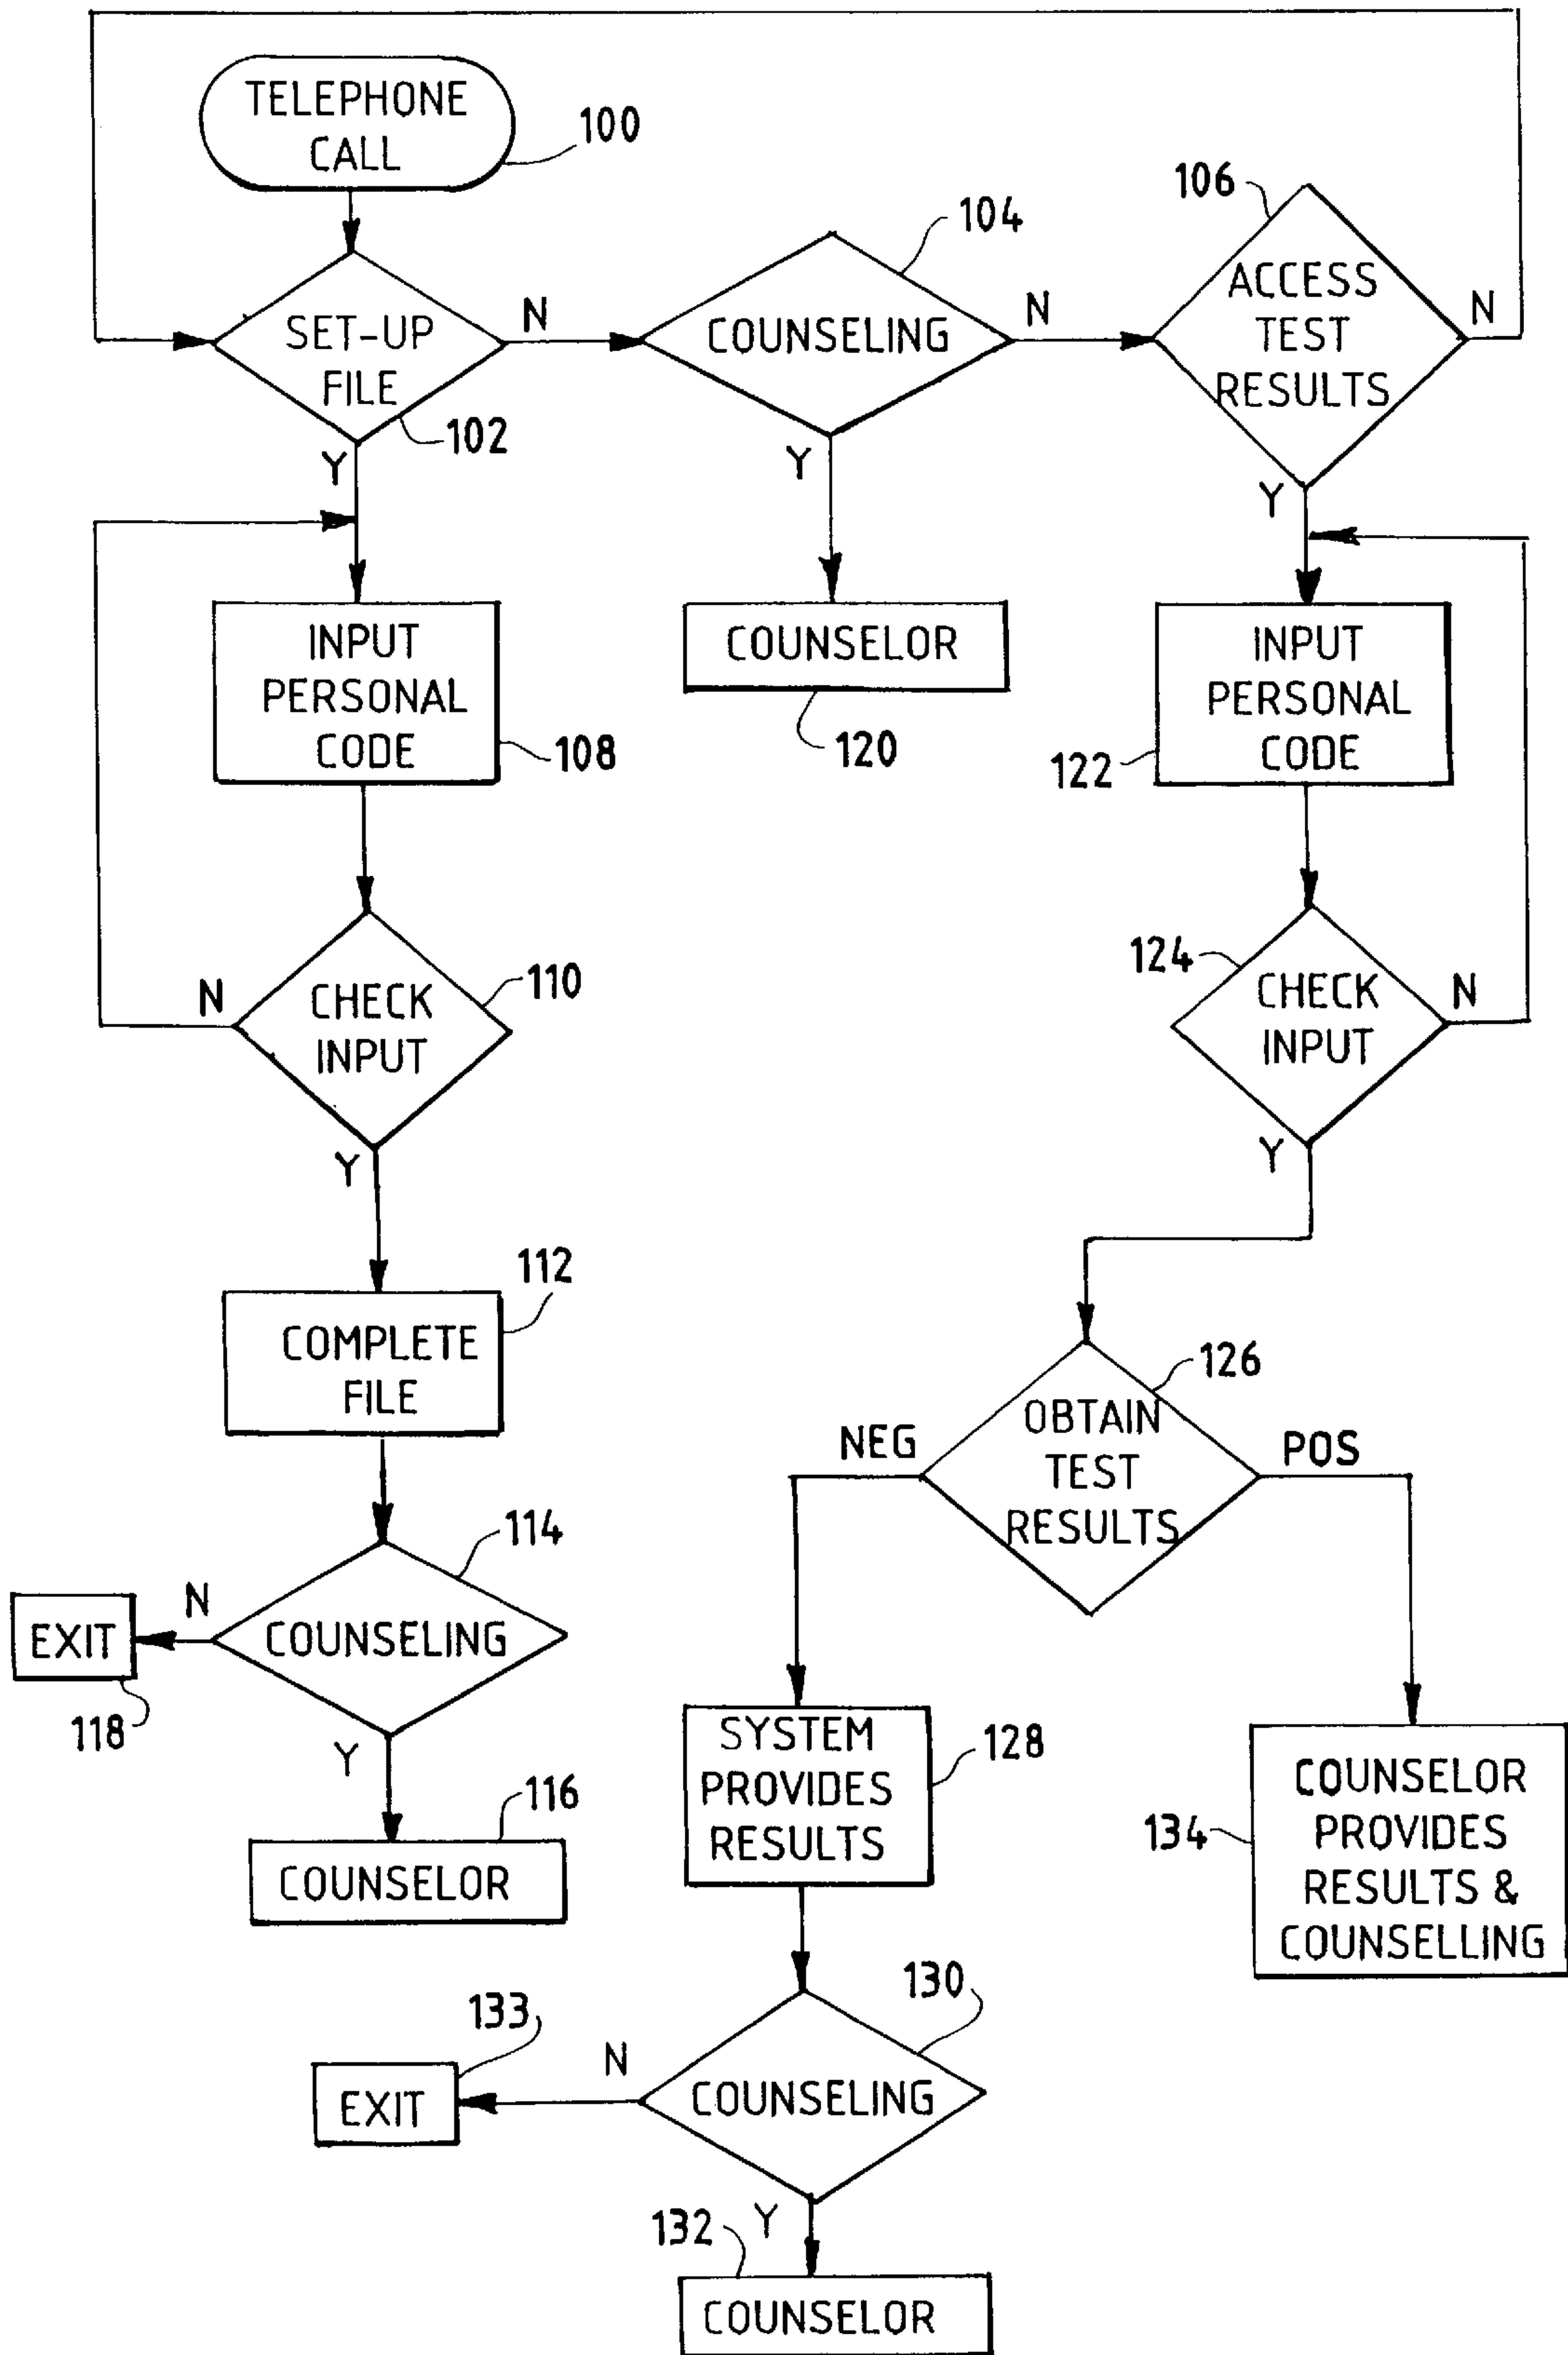 TELEPHONE
CALL
100
SET-UP
FILE
102
N
COUNSELING
104
N
ACCESS
TEST
RESULTS
106
N
Y
Y
Y
INPUT
PERSONAL
CODE
108
COUNSELOR
120
INPUT
PERSONAL
CODE
122
CHECK
INPUT
110
N
Y
CHECK
INPUT
124
N
Y
COMPLETE
FILE
112
OBTAIN
TEST
RESULTS
126
NEG
POS
COUNSELING
114
N
EXIT
118
Y
COUNSELOR
116
SYSTEM
PROVIDES
RESULTS
128
COUNSELOR
PROVIDES
RESULTS &
COUNSELLING
134
COUNSELING
130
N
EXIT
133
Y
COUNSELOR
132